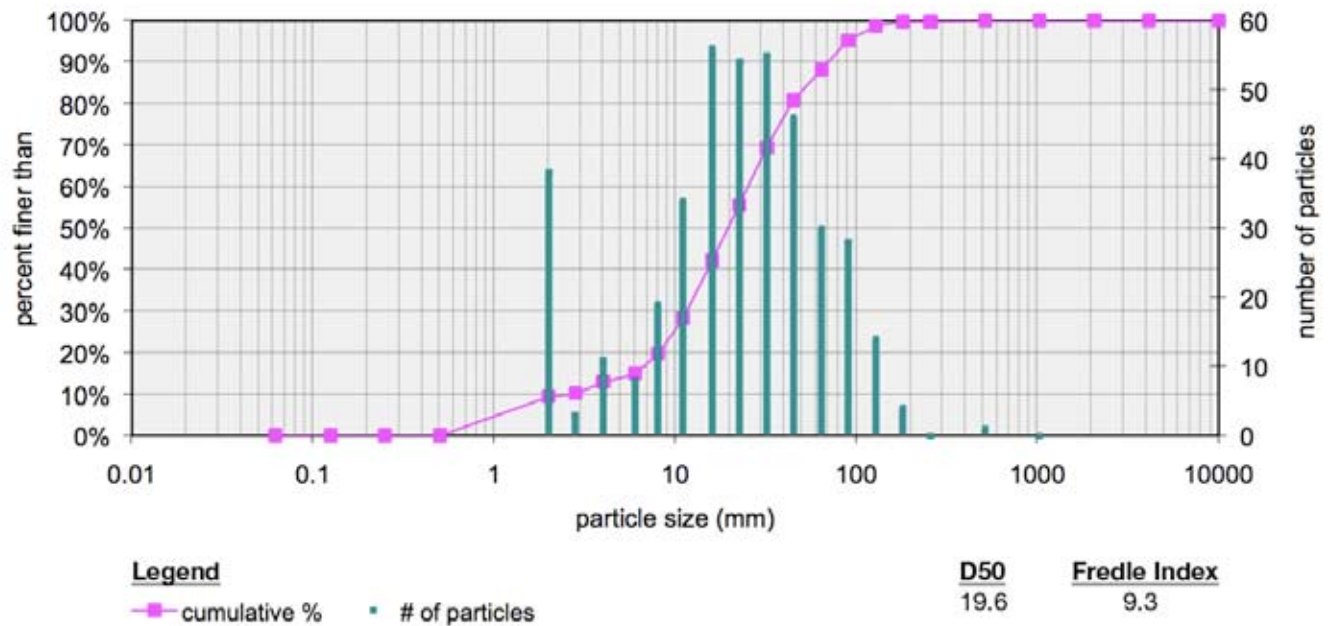 100%
90%
80%
70%
60%
50%
40%
30%
20%
10%
0%
percent finer than
60
50
40
30
20
10
0
number of particles
0.01 0.1 1 10 100 1000 10000
particle size (mm)
Legend
cumulative % # of particles
D50 Fredle Index
19.6 9.3